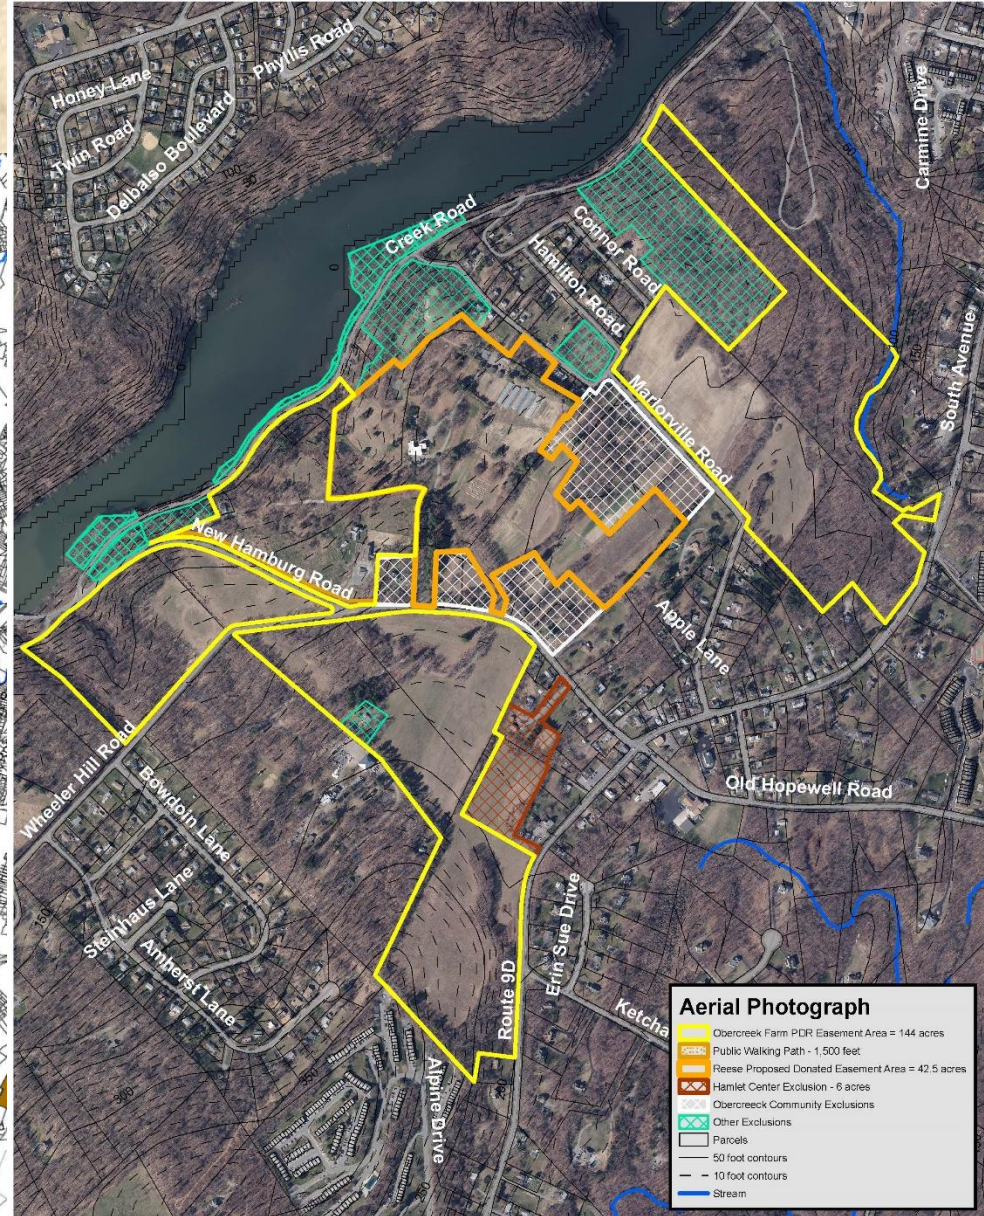 Phyllis Road
Honey Lane
Twin Road
Delbalso Boulevard
Carmine Drive
Creek Road
Connor Road
Hamilton Road
South Avenue
Marlorville Road
New Hamburg Road
Apple Lane
Wheeler Hill Road
Bowdoin Lane
Old Hopewell Road
Steinhaus Lane
Amherst Lane
Erin Sue Drive
Route 9D
Ketcha
Alpine Drive
Aerial Photograph
Obercreek Farm PDR Easement Area = 144 acres
Public Walking Path - 1,500 feet
Reese Proposed Donated Easement Area = 42.5 acres
Hamlet Center Exclusion - 6 acres
Obercreeck Community Exclusions
Other Exclusions
Parcels
50 foot contours
10 foot contours
Stream